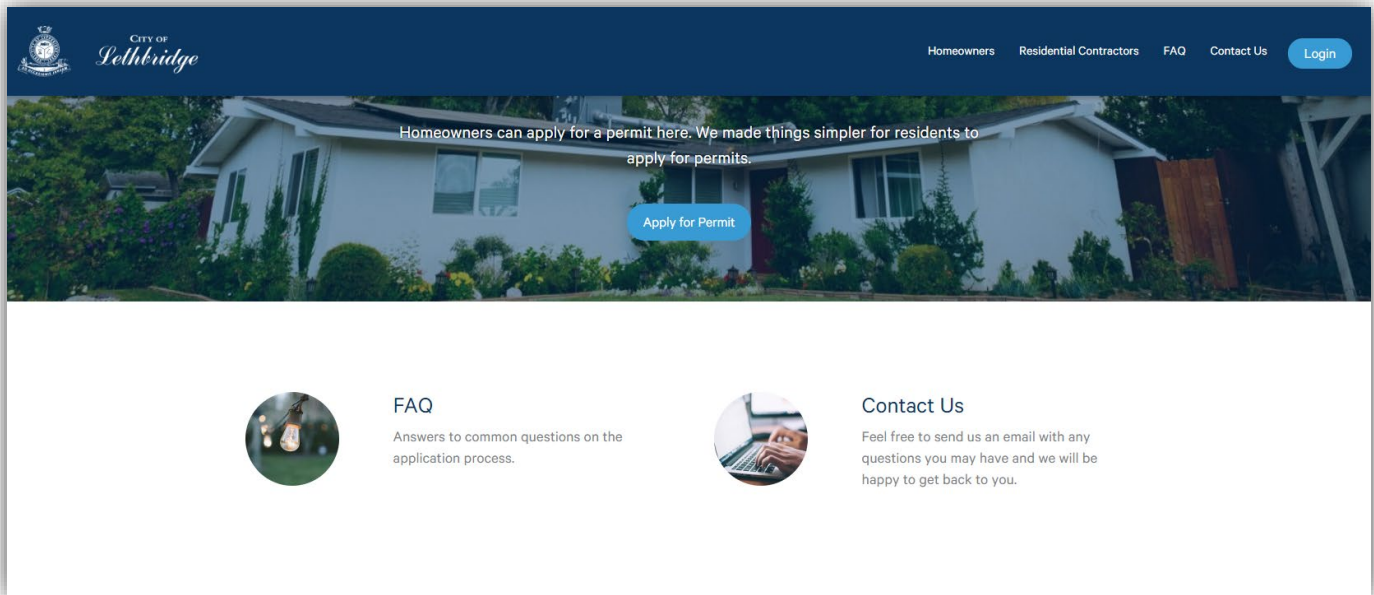 CITY OF
Lethbridge
Homeowners
Residential Contractors
FAQ
Contact Us
Login
Homeowners can apply for a permit here. We made things simpler for residents to
apply for permits.
Apply for Permit
FAQ
Answers to common questions on the
application process.
Contact Us
Feel free to send us an email with any
questions you may have and we will be
happy to get back to you.